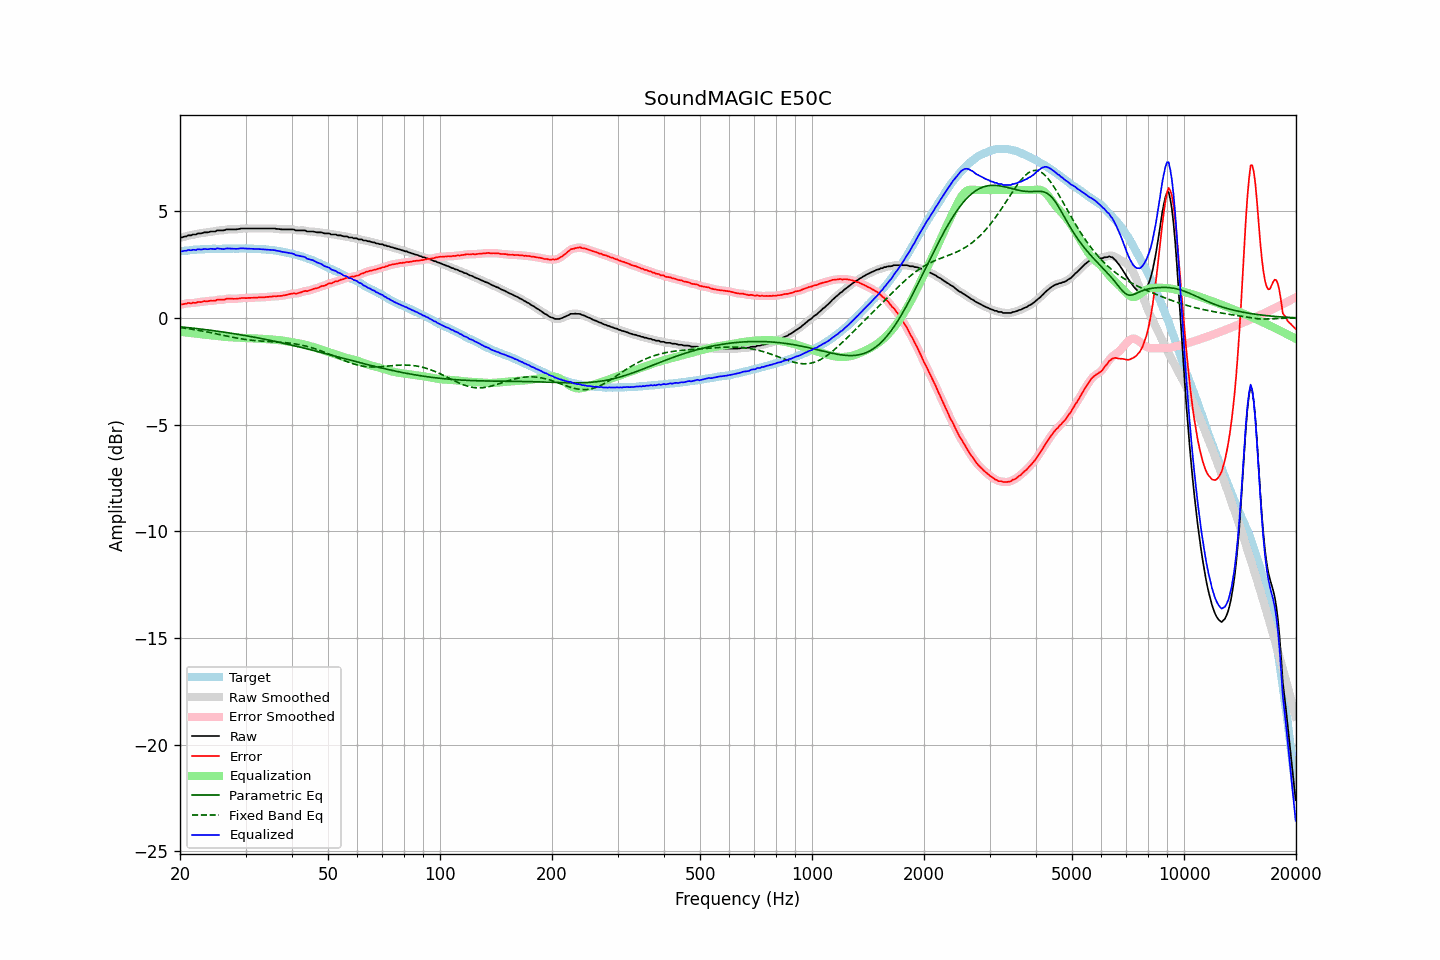 SoundMAGIC E50C
Amplitude (dBr)
5
0
−5
−10
−15
−20
−25
Target
Raw Smoothed
Error Smoothed
Raw
Error
Equalization
Parametric Eq
Fixed Band Eq
Equalized
20 50 100 200 500 1000 2000 5000 10000 20000
Frequency (Hz)